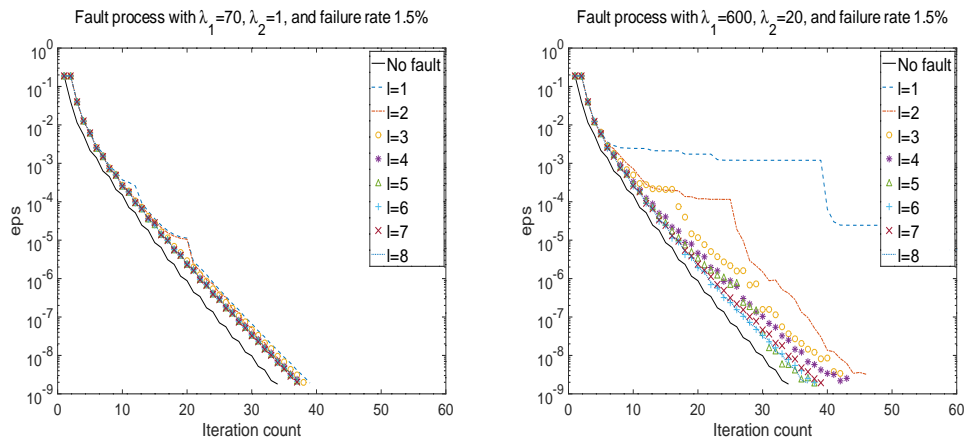 Fault process with λ1=70, λ2=1, and failure rate 1.5%
10^0
10^-1
10^-2
10^-3
10^-4
10^-5
10^-6
10^-7
10^-8
10^-9
eps
0 10 20 30 40 50 60
Iteration count
No fault
l=1
l=2
l=3
l=4
l=5
l=6
l=7
l=8
Fault process with λ1=600, λ2=20, and failure rate 1.5%
10^0
10^-1
10^-2
10^-3
10^-4
10^-5
10^-6
10^-7
10^-8
10^-9
eps
0 10 20 30 40 50 60
Iteration count
No fault
l=1
l=2
l=3
l=4
l=5
l=6
l=7
l=8